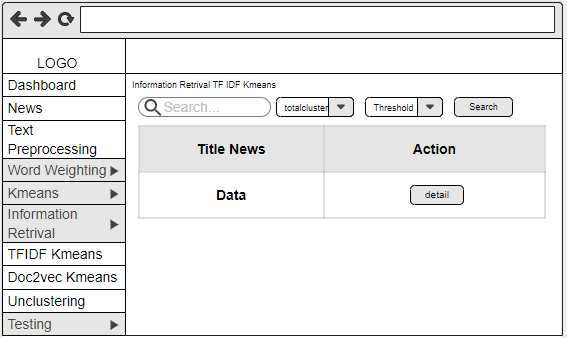 LOGO
Dashboard
News
Text
Preprocessing
Word Weighting
Kmeans
Information
Retrival
TFIDF Kmeans
Doc2vec Kmeans
Unclustering
Testing
Information Retrival TF IDF Kmeans
Search...
totalcluster
Threshold
Search
Title News
Action
Data
detail